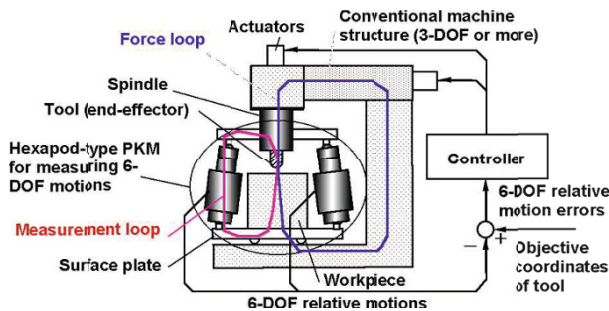 Actuators
Conventional machine
structure (3-DOF or more)
Force loop
Spindle
Tool (end-effector)
Hexapod-type PKM
for measuring 6-
DOF motions
Controller
6-DOF relative
motion errors
Measurement loop
− +
Objective
coordinates
of tool
Surface plate
Workpiece
6-DOF relative motions